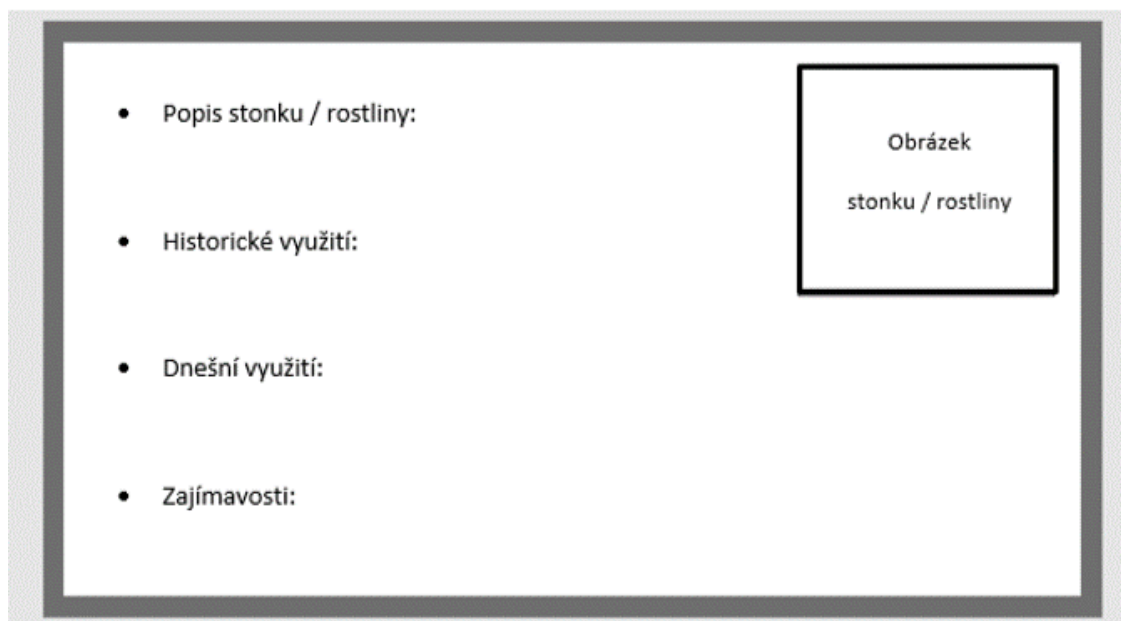 • Popis stonku / rostliny:
Obrázek
stonku / rostliny
• Historické využití:
• Dnešní využití:
• Zajímavosti: